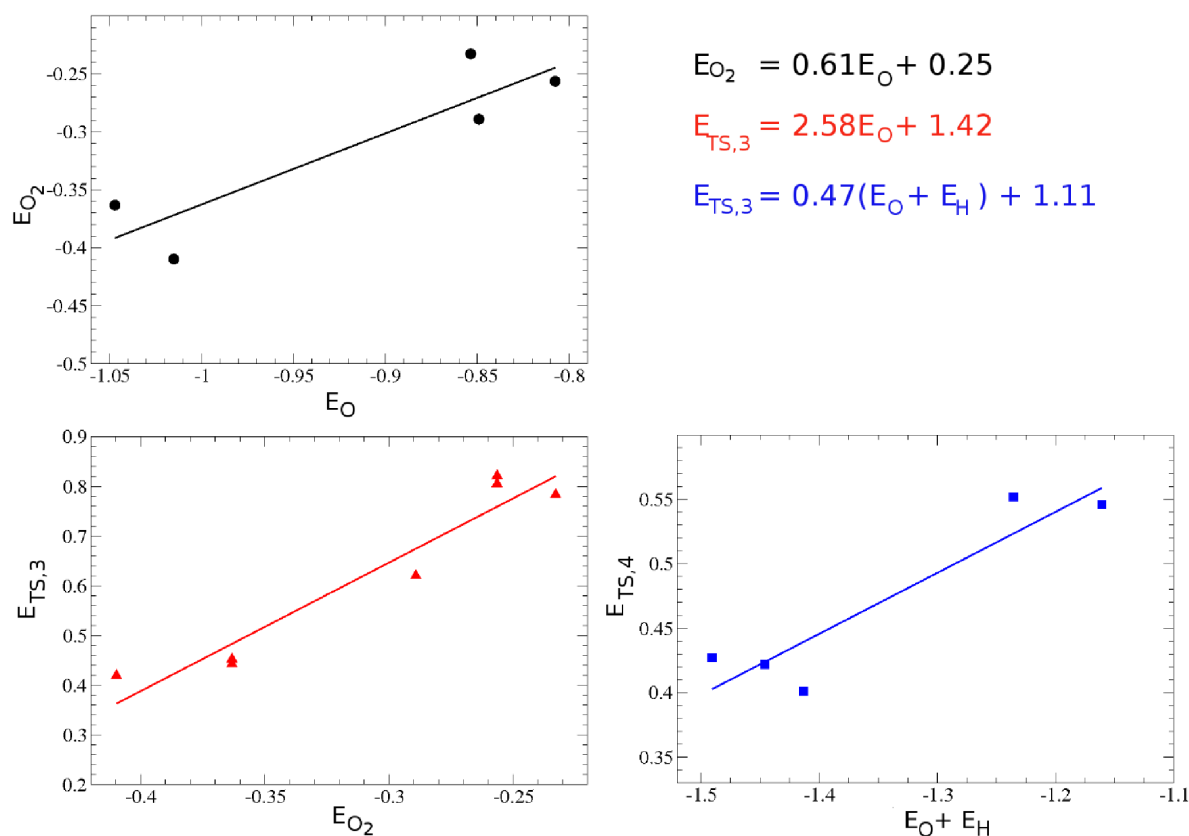 -0.25
-0.3
-0.35
-0.4
-0.45
-0.5
E_O2
-1.05 -1 -0.95 -0.9 -0.85 -0.8
E_O
E_O2 = 0.61E_O + 0.25
E_TS,3 = 2.58E_O + 1.42
E_TS,3 = 0.47(E_O + E_H) + 1.11
0.9
0.8
0.7
0.6
0.5
0.4
0.3
0.2
E_TS,3
-0.4 -0.35 -0.3 -0.25
E_O2
0.55
0.5
0.45
0.4
0.35
E_TS,4
-1.5 -1.4 -1.3 -1.2 -1.1
E_O + E_H